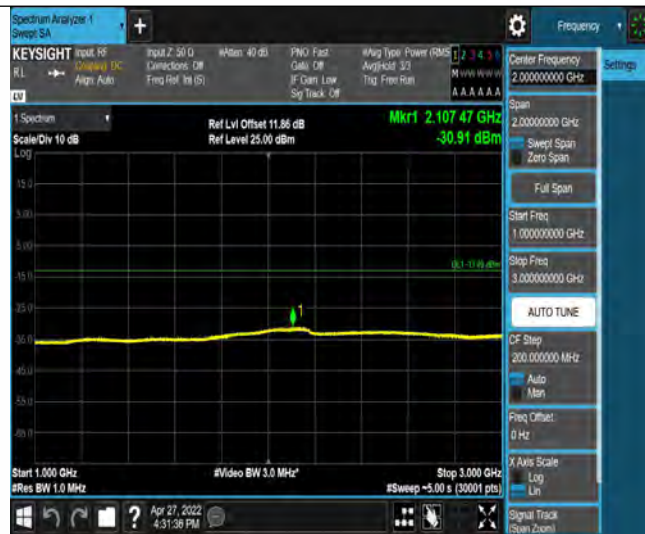 Spectrum Analyzer 1
Swept SA
+
Frequency
KEYSIGHT
Input: RF
RL
Coupling: DC
Align: Auto
Input Z: 50 Ω
Corrections: Off
Freq Ref: Int (S)
#Atten: 40 dB
PNO: Fast
Gate: Off
IF Gain: Low
Sig Track: Off
#Avg Type: Power (RMS
Avg|Hold: 3/3
Trig: Free Run
1 2 3 4 5 6
M W W W W W
A A A A A A
LV
1 Spectrum
Scale/Div 10 dB
Log
Ref Lvl Offset 11.86 dB
Ref Level 25.00 dBm
Mkr1 2.107 47 GHz
-30.91 dBm
15.0
5.00
-5.00
-15.0
-25.0
-35.0
-45.0
-55.0
-65.0
1
Start 1.000 GHz
#Res BW 1.0 MHz
#Video BW 3.0 MHz*
Stop 3.000 GHz
#Sweep ~5.00 s (30001 pts)
?
Apr 27, 2022
4:31:36 PM
Center Frequency
2.000000000 GHz
Settings
Span
2.00000000 GHz
Swept Span
Zero Span
Full Span
Start Freq
1.000000000 GHz
Stop Freq
3.000000000 GHz
AUTO TUNE
CF Step
200.000000 MHz
Auto
Man
Freq Offset
0 Hz
X Axis Scale
Log
Lin
Signal Track
(Span Zoom)